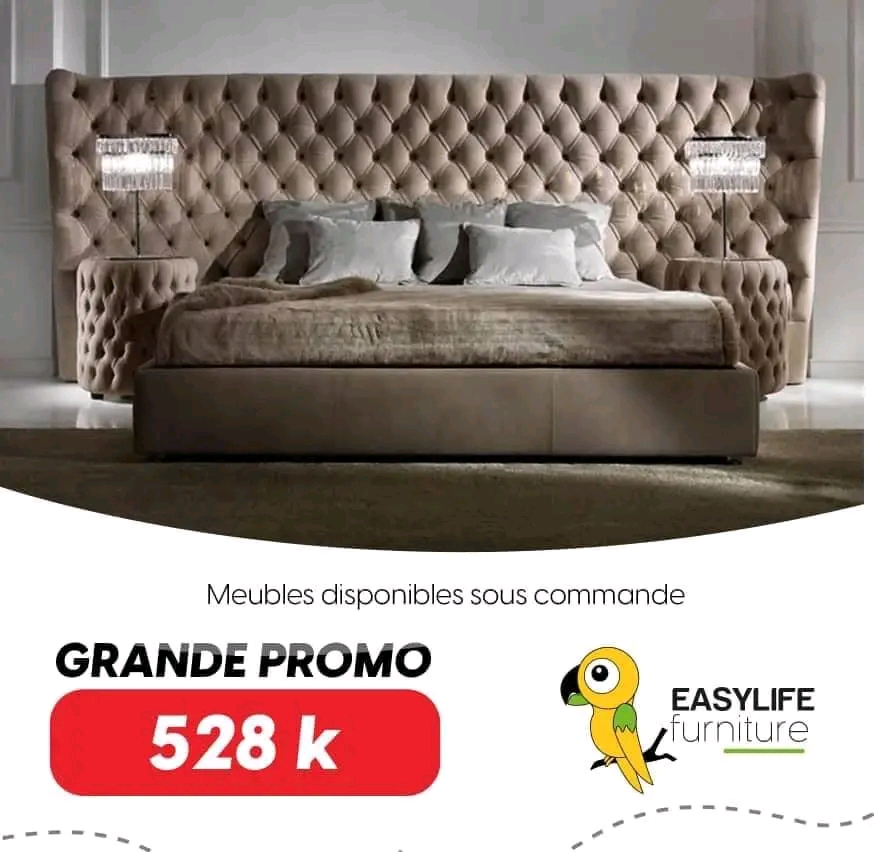 Meubles disponibles sous commande
GRANDE PROMO
528 k
EASYLIFE
furniture